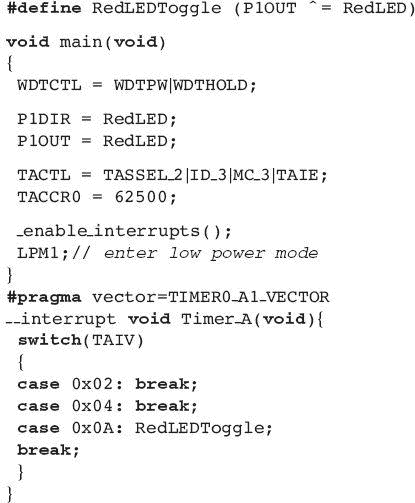 #define RedLEDToggle (P1OUT ^= RedLED)
void main(void)
{
WDTCTL = WDTPW|WDTHOLD;
P1DIR = RedLED;
P1OUT = RedLED;
TACTL = TASSEL_2|ID_3|MC_3|TAIE;
TACCR0 = 62500;
_enable_interrupts();
LPM1;// enter low power mode
}
#pragma vector=TIMER0_A1_VECTOR
__interrupt void Timer_A(void){
switch(TAIV)
{
case 0x02: break;
case 0x04: break;
case 0x0A: RedLEDToggle;
break;
}
}